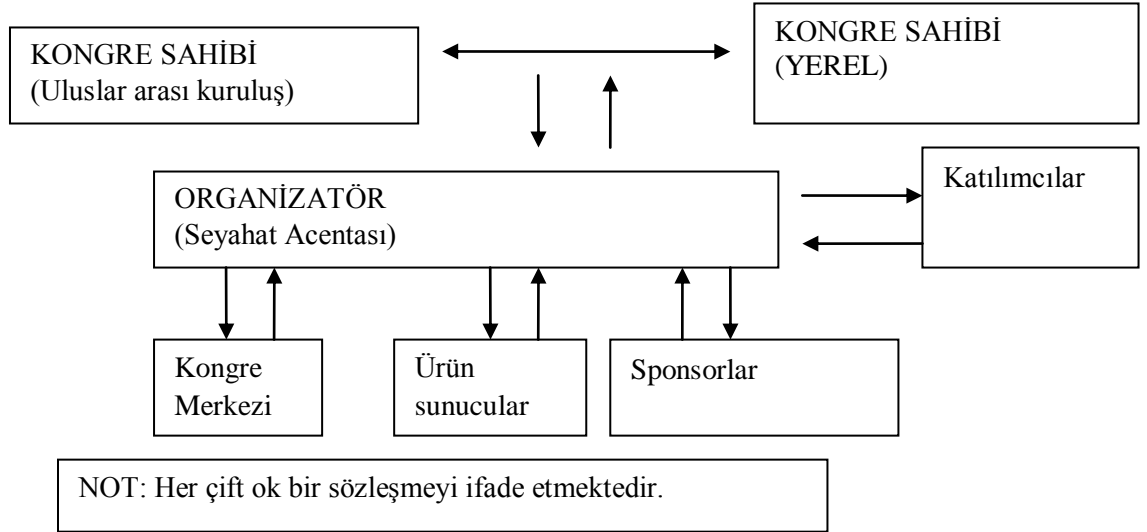 KONGRE SAHİBİ
(Uluslar arası kuruluş)
KONGRE SAHİBİ
(YEREL)
ORGANİZATÖR
(Seyahat Acentası)
Katılımcılar
Kongre
Merkezi
Ürün
sunucular
Sponsorlar
NOT: Her çift ok bir sözleşmeyi ifade etmektedir.